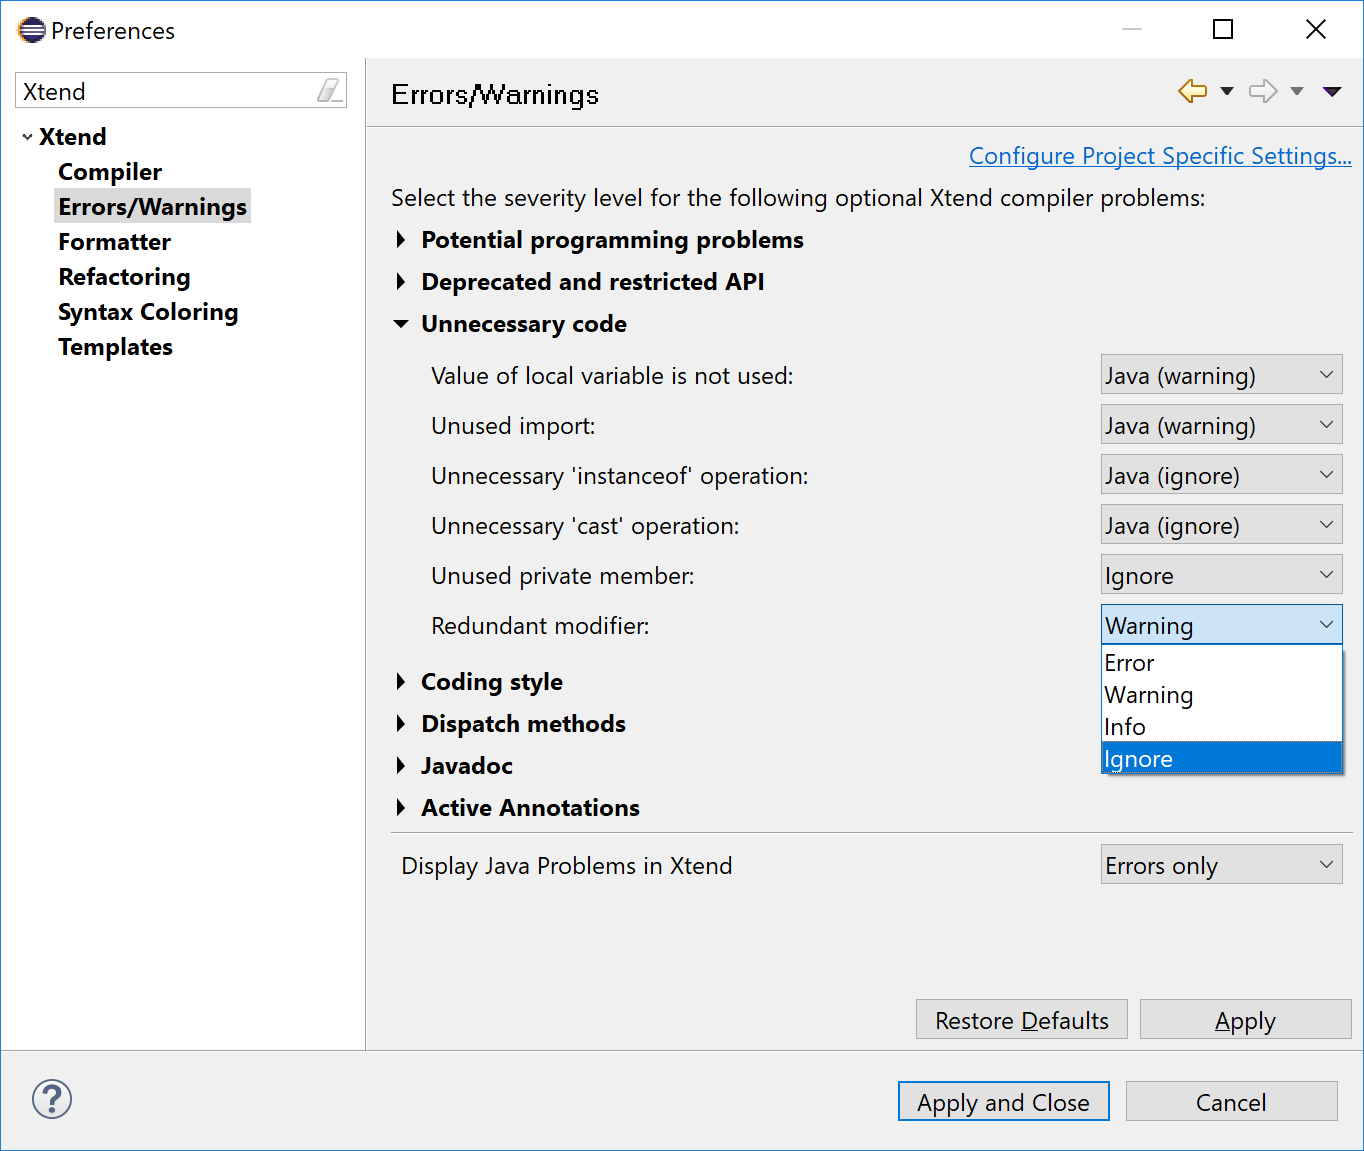 Preferences
Xtend
Xtend
Compiler
Errors/Warnings
Formatter
Refactoring
Syntax Coloring
Templates
Errors/Warnings
Configure Project Specific Settings...
Select the severity level for the following optional Xtend compiler problems:
Potential programming problems
Deprecated and restricted API
Unnecessary code
Value of local variable is not used: Java (warning)
Unused import: Java (warning)
Unnecessary 'instanceof' operation: Java (ignore)
Unnecessary 'cast' operation: Java (ignore)
Unused private member: Ignore
Redundant modifier: Warning
Error
Warning
Info
Ignore
Coding style
Dispatch methods
Javadoc
Active Annotations
Display Java Problems in Xtend Errors only
Restore Defaults Apply
? Apply and Close Cancel